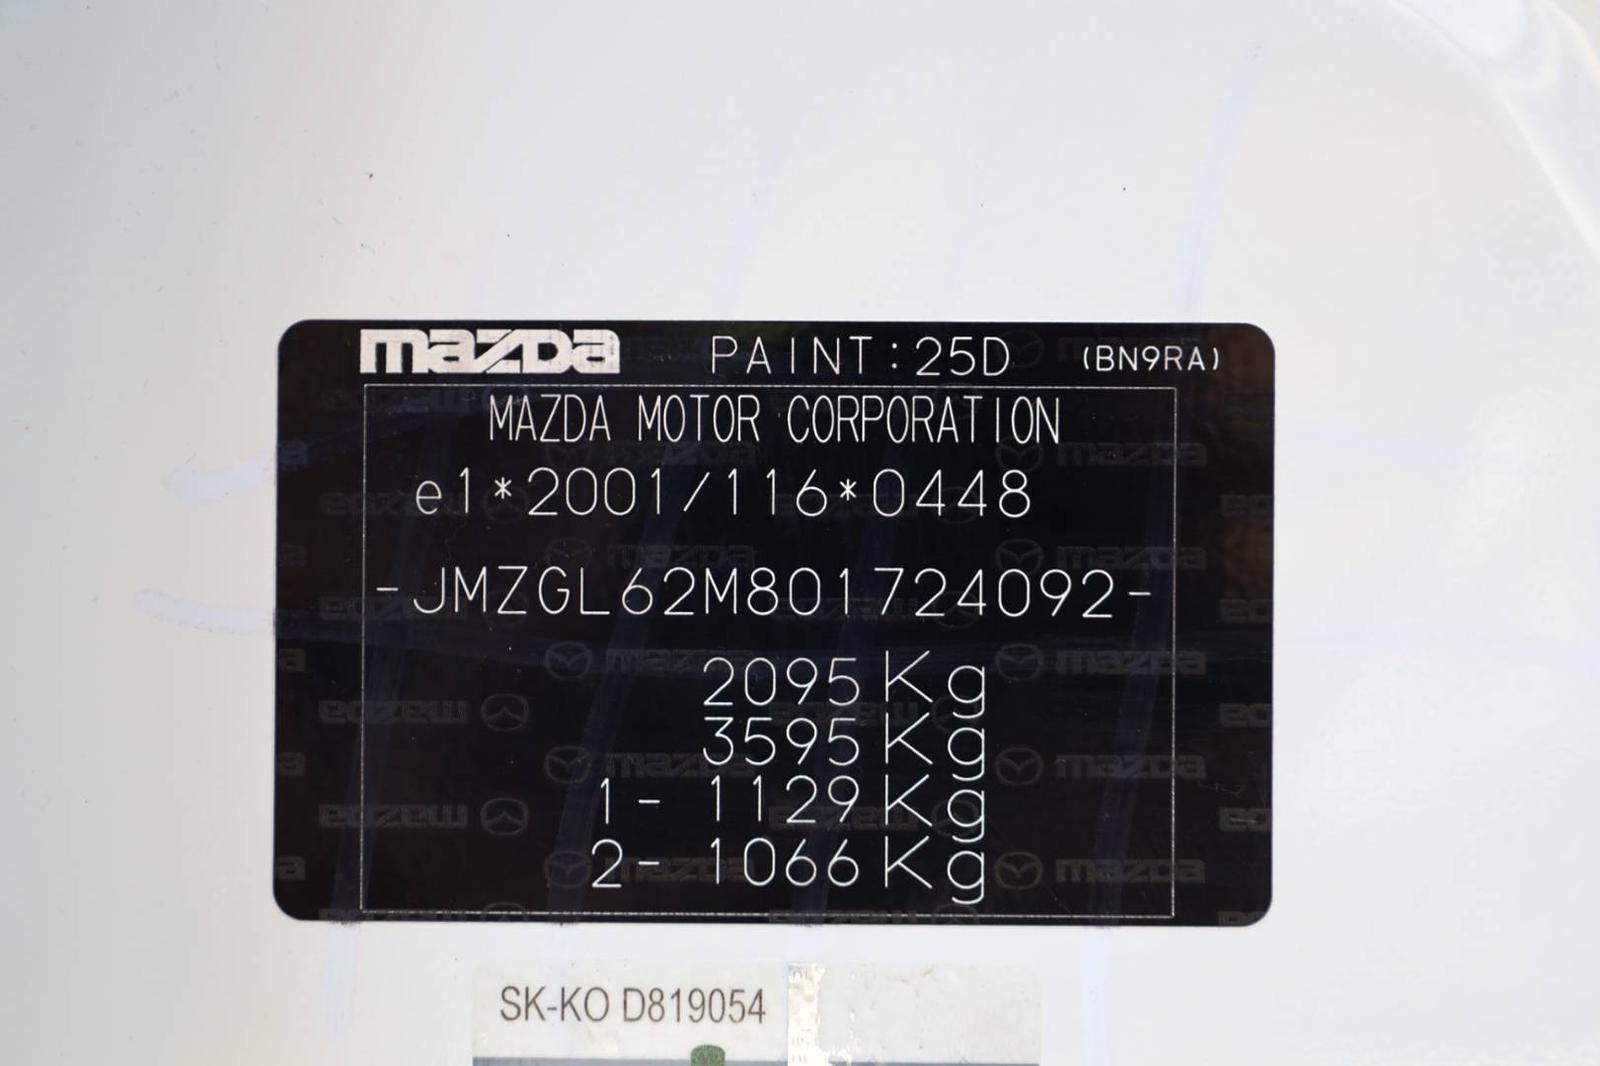 mazda PAINT:25D (BN9RA)
MAZDA MOTOR CORPORATION
e1*2001/116*0448
-JMZGL62M801724092-
2095Kg
3595Kg
1- 1129Kg
2- 1066Kg
SK-KO D819054